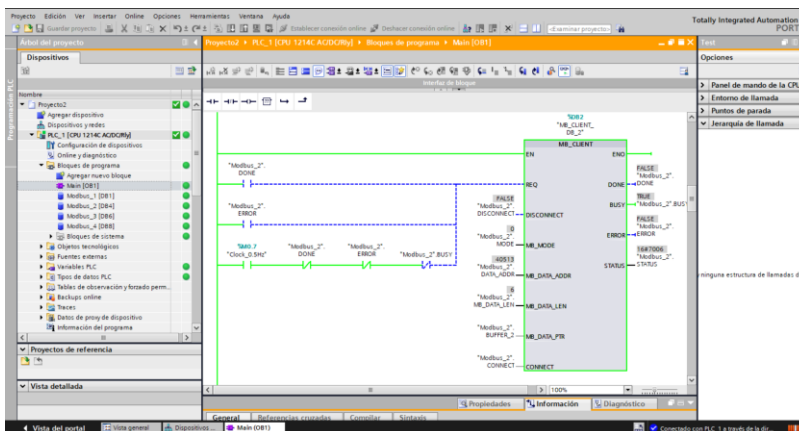 Proyecto Edición Ver Insertar Online Opciones Herramientas Ventana Ayuda
Totally Integrated Automation
PORT
Guardar proyecto
Establecer conexión online
Deshacer conexión online
<Examinar proyecto>
Árbol del proyecto
Proyecto2 PLC_1 [CPU 1214C AC/DC/Rly] Bloques de programa Main [OB1]
Test
Dispositivos
Opciones
Programación PLC
Interfaz de bloque
Nombre
Proyecto2
Agregar dispositivo
Dispositivos y redes
PLC_1 [CPU 1214C AC/DC/Rly]
Configuración de dispositivos
Online y diagnóstico
Bloques de programa
Agregar nuevo bloque
Main [OB1]
Modbus_1 [DB1]
Modbus_2 [DB4]
Modbus_3 [DB6]
Modbus_4 [DB8]
Bloques de sistema
Objetos tecnológicos
Fuentes externas
Variables PLC
Tipos de datos PLC
Tablas de observación y forzado perm...
Backups online
Traces
Datos de proxy de dispositivo
Información del programa
Proyectos de referencia
Vista detallada
%DB2
"MB_CLIENT_
DB_2"
MB_CLIENT
EN ENO
"Modbus_2".
DONE
REQ
FALSE
"Modbus_2".
DONE
DONE
"Modbus_2".
ERROR
FALSE
"Modbus_2".
DISCONNECT
DISCONNECT
TRUE
BUSY
"Modbus_2".BUSY
%M0.7
"Clock_0.5Hz"
"Modbus_2".
DONE
"Modbus_2".
ERROR
"Modbus_2".BUSY
0
"Modbus_2".
MODE
MB_MODE
FALSE
"Modbus_2".
ERROR
ERROR
40513
"Modbus_2".
DATA_ADDR
MB_DATA_ADDR
16#7006
"Modbus_2".
STATUS
STATUS
6
"Modbus_2".
MB_DATA_LEN
MB_DATA_LEN
"Modbus_2".
BUFFER_2
MB_DATA_PTR
"Modbus_2".
CONNECT
CONNECT
100%
Propiedades
Información
Diagnóstico
General Referencias cruzadas Compilar Sintaxis
Panel de mando de la CPU
Entorno de llamada
Puntos de parada
Jerarquía de llamada
ninguna estructura de llamadas d
Vista del portal
Vista general
Dispositivos ...
Main (OB1)
Conectado con PLC_1 a través de la dir...